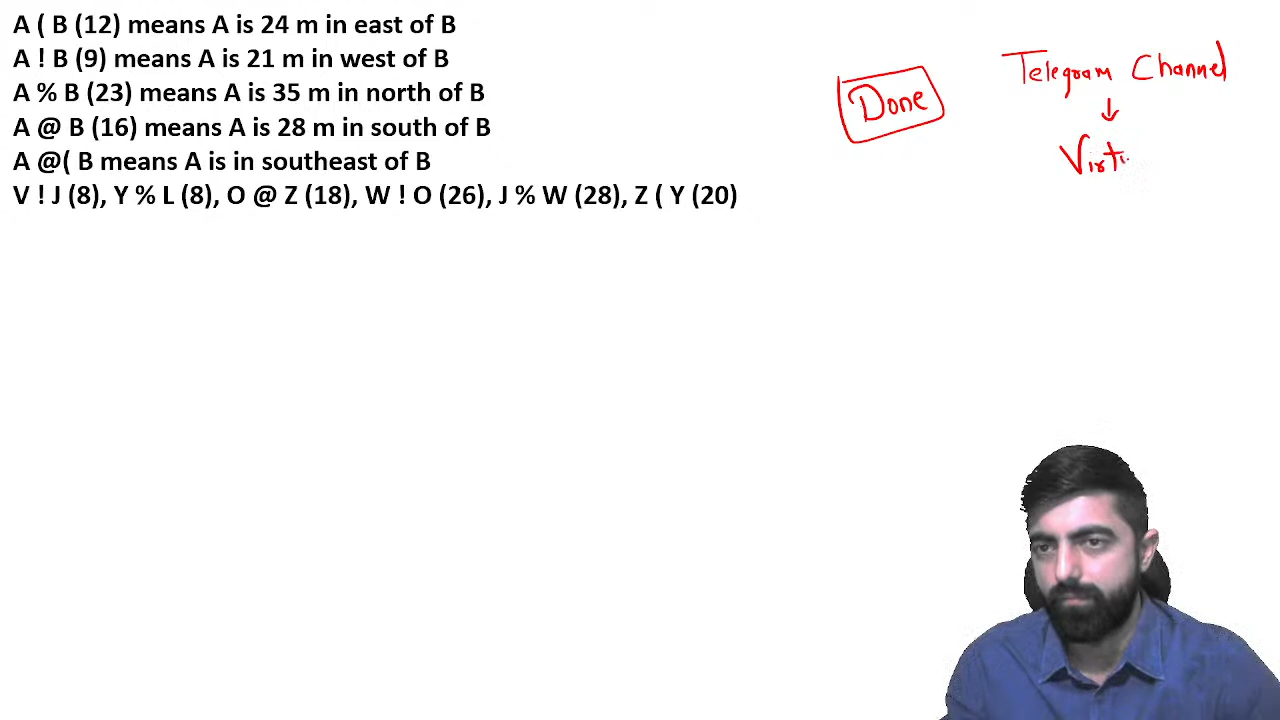 A ( B (12) means A is 24 m in east of B
A ! B (9) means A is 21 m in west of B
A % B (23) means A is 35 m in north of B
A @ B (16) means A is 28 m in south of B
A @( B means A is in southeast of B
V ! J (8), Y % L (8), O @ Z (18), W ! O (26), J % W (28), Z ( Y (20)
Done
Telegram Channel
↓
Virti